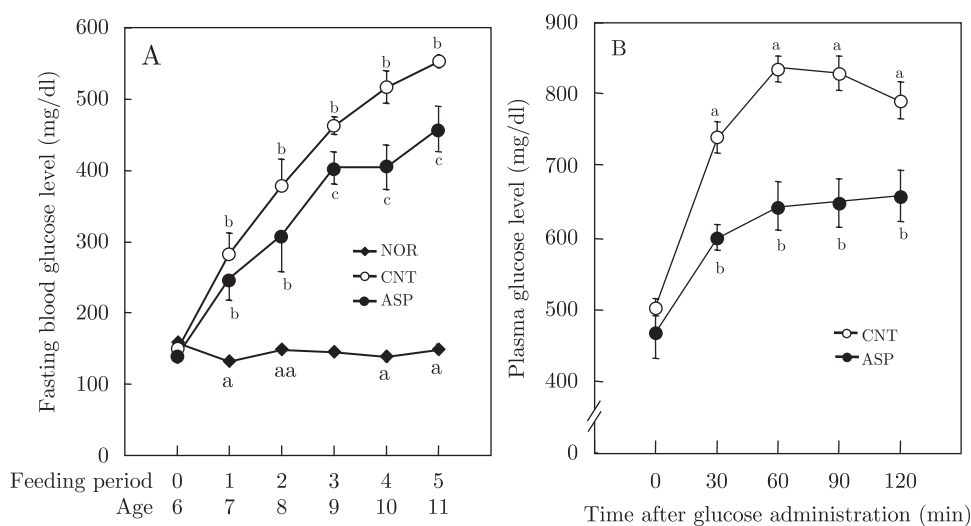 A
Fasting blood glucose level (mg/dl)
600
500
400
300
200
100
0
b
b
b
b
b
b
b
c
c
c
a
aa
a
a
NOR
CNT
ASP
Feeding period 0 1 2 3 4 5
Age 6 7 8 9 10 11
B
Plasma glucose level (mg/dl)
900
800
700
600
500
400
0
a
a
a
a
b
b
b
b
CNT
ASP
0 30 60 90 120
Time after glucose administration (min)